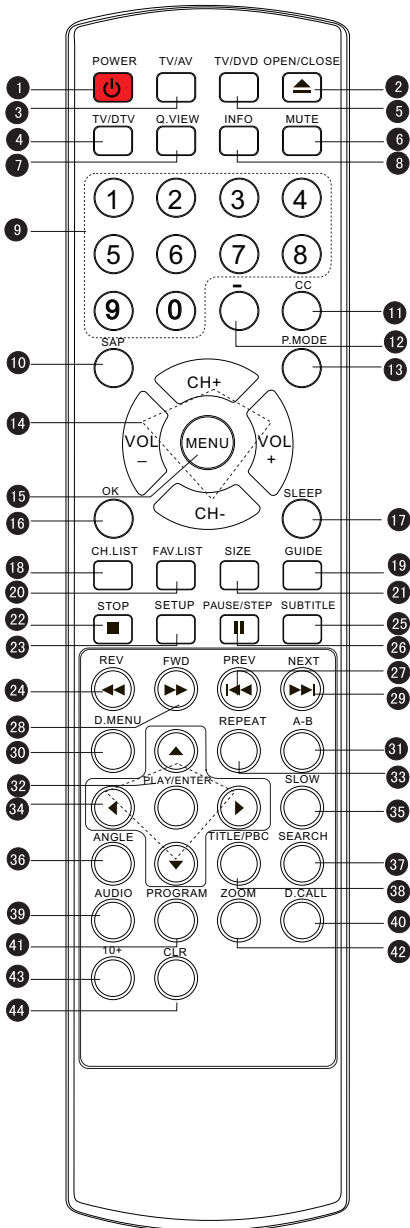 POWER TV/AV TV/DVD OPEN/CLOSE
1 2
3 5
TV/DTV Q.VIEW INFO MUTE
4 6
7 8
1 2 3 4
9
5 6 7 8
9 0 - CC
11
12
SAP P.MODE
10 13
CH+
14
VOL – MENU VOL +
15
OK CH- SLEEP
16 17
CH.LIST FAV.LIST SIZE GUIDE
18 19
20 21
STOP SETUP PAUSE/STEP SUBTITLE
22 25
23 26
REV FWD PREV NEXT
27
24 29
28
D.MENU REPEAT A-B
30 31
32 33
PLAY/ENTER SLOW
34 35
ANGLE TITLE/PBC SEARCH
36 37
38
AUDIO PROGRAM ZOOM D.CALL
39 40
41 42
10+ CLR
43
44